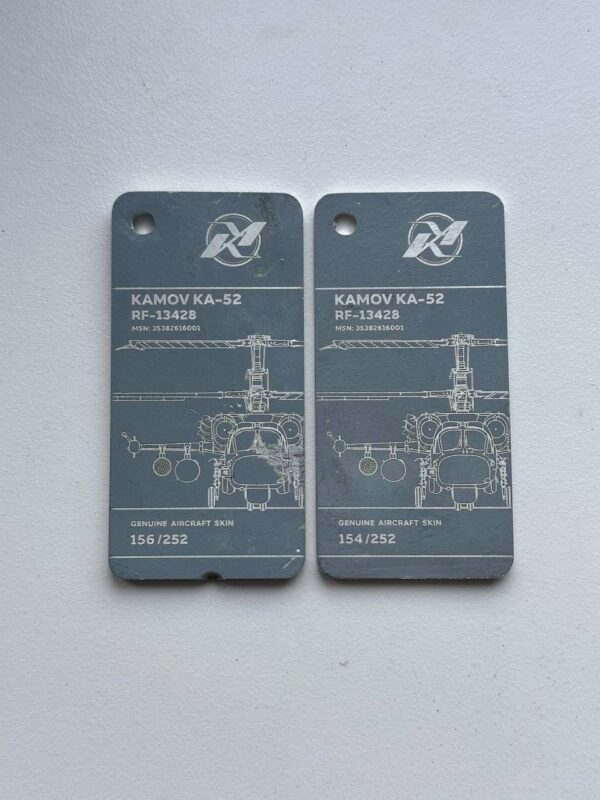 KAMOV KA-52
RF-13428
MSN: 35382616001
GENUINE AIRCRAFT SKIN
156/252
KAMOV KA-52
RF-13428
MSN: 35382616001
GENUINE AIRCRAFT SKIN
154/252